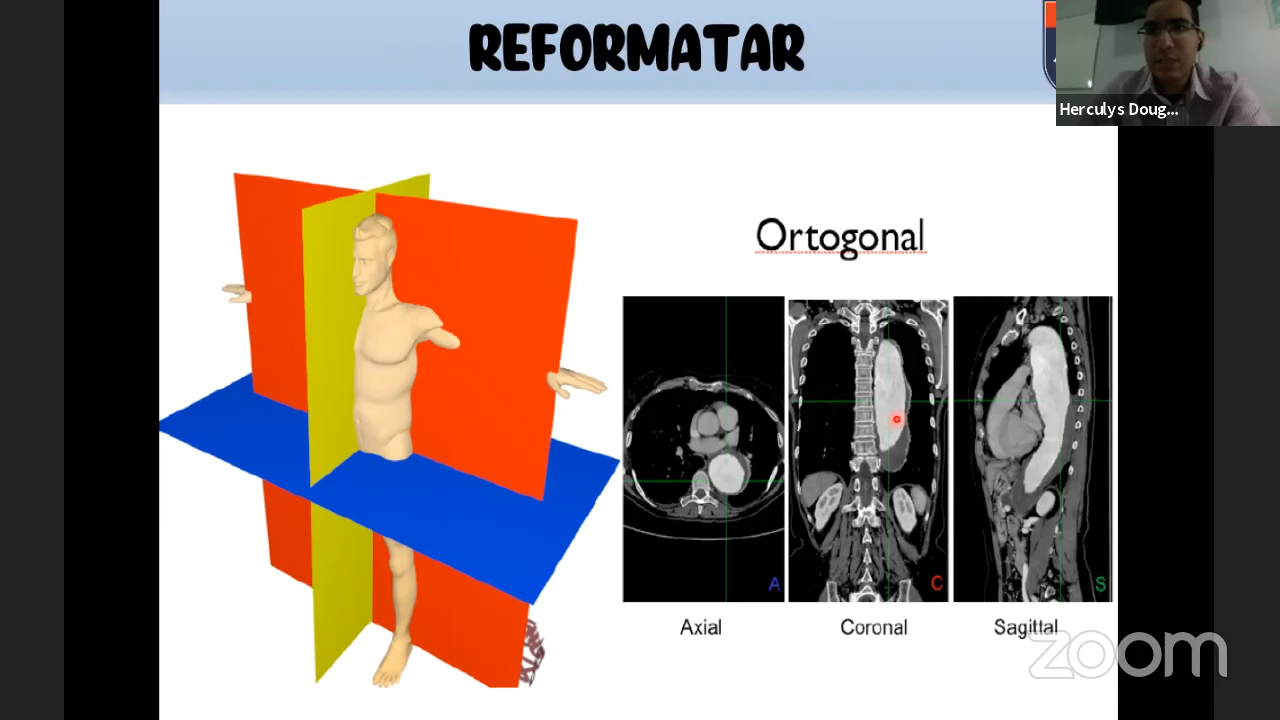 REFORMATAR
Herculys Doug...
Ortogonal
A
C
S
Axial
Coronal
Sagittal
zoom